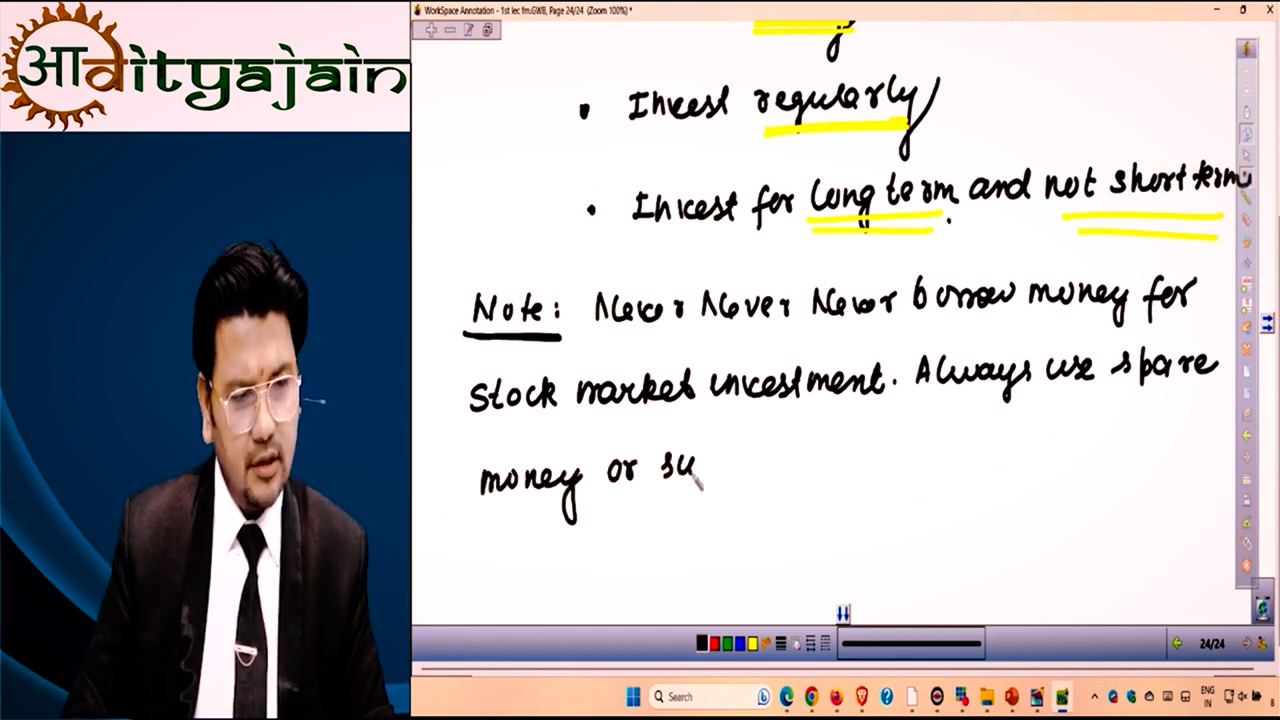 WorkSpace Annotation - 1st lec fm.GWB, Page 24/24 (Zoom 100%) *
आdityajain
• Invest regularly
• Invest for long term and not short term
Note: Never Never Never borrow money for
stock market investment. Always use spare
money or su
24/24
Search
ENG
IN